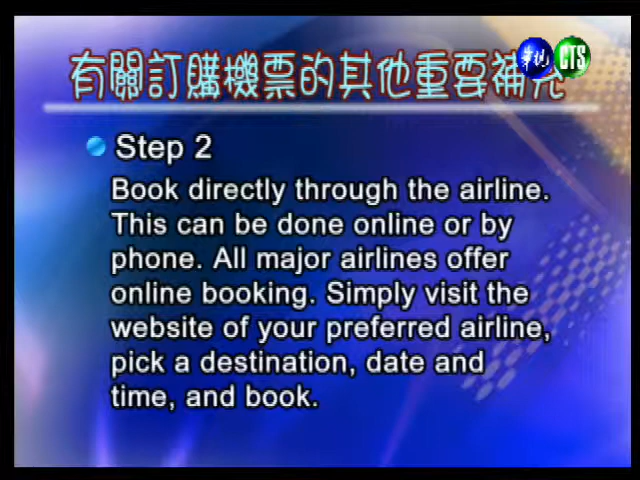 有關訂購機票的其他重要補充
華視 CTS
Step 2
Book directly through the airline.
This can be done online or by
phone. All major airlines offer
online booking. Simply visit the
website of your preferred airline,
pick a destination, date and
time, and book.